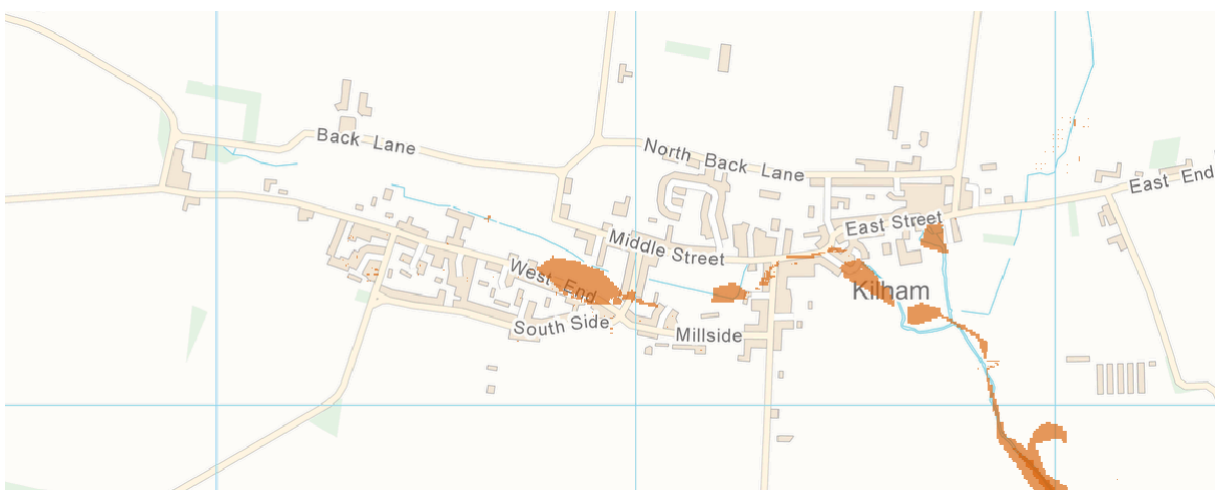 Back Lane
North Back Lane
East End
East Street
Middle Street
West End
Kilham
South Side
Millside